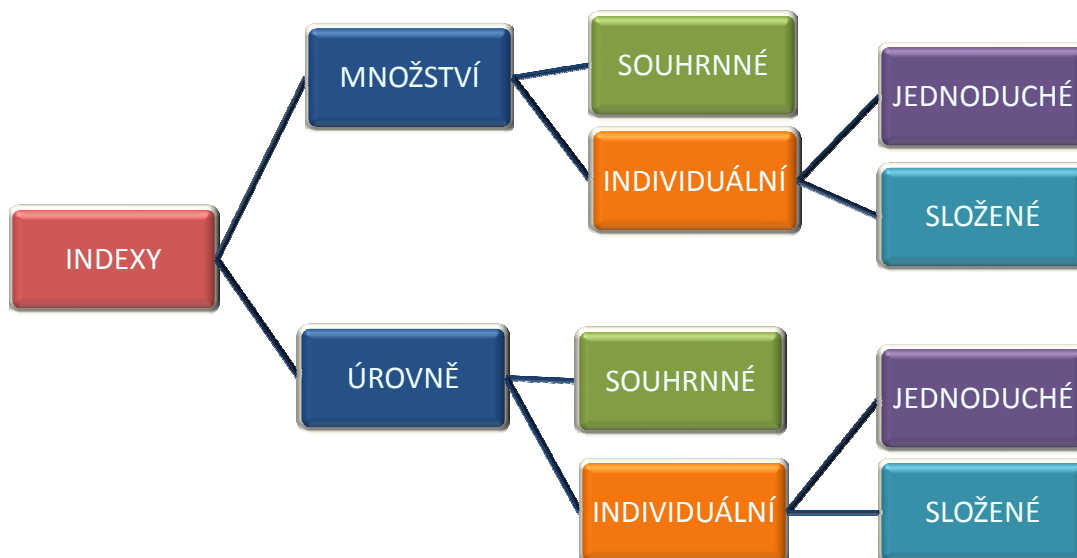 INDEXY
MNOŽSTVÍ
SOUHRNNÉ
INDIVIDUÁLNÍ
JEDNODUCHÉ
SLOŽENÉ
ÚROVNĚ
SOUHRNNÉ
INDIVIDUÁLNÍ
JEDNODUCHÉ
SLOŽENÉ